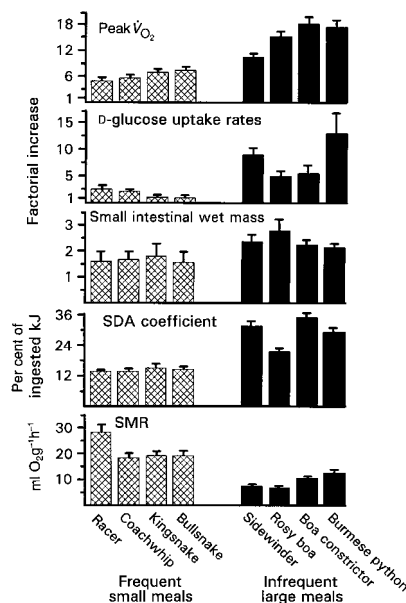 Peak V̇O2
18
12
6
1
D-glucose uptake rates
15
10
5
1
Small intestinal wet mass
3
2
1
Factorial increase
SDA coefficient
36
24
12
Per cent of
ingested kJ
SMR
30
20
10
ml O2g-1h-1
Racer
Coachwhip
Kingsnake
Bullsnake
Sidewinder
Rosy boa
Boa constrictor
Burmese python
Frequent
small meals
Infrequent
large meals